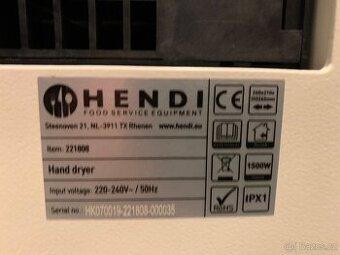 HENDI
FOOD SERVICE EQUIPMENT
Steenoven 21, NL-3911 TX Rhenen www.hendi.eu
Item: 221808
Hand dryer
Input voltage: 220-240V~ / 50Hz
Serial no.: HK070019-221808-000035
CE
1500W
RoHS
IPX1